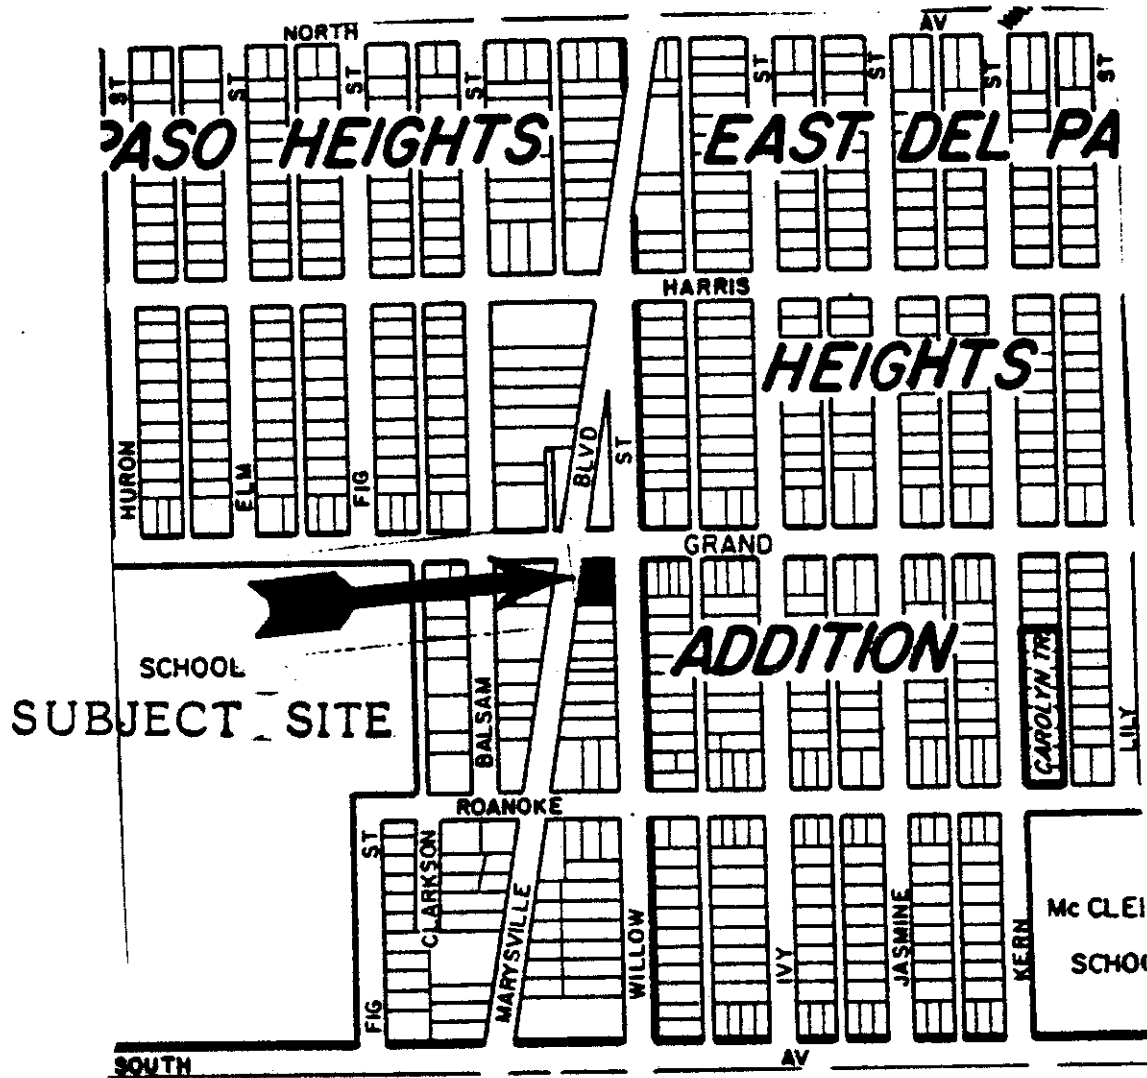 NORTH
AV
ST
ST
ST
ST
ST
ST
ST
ST
PASO HEIGHTS
EAST DEL PA
HARRIS
HEIGHTS
HURON
ELM
FIG
BLVD
ST
GRAND
SCHOOL
ADDITION
CAROLYN TR
SUBJECT SITE
BALSAM
LILY
ROANOKE
ST
CLARKSON
MARYSVILLE
WILLOW
IVY
JASMINE
KERN
Mc CLE
SCHOO
FIG
SOUTH
AV